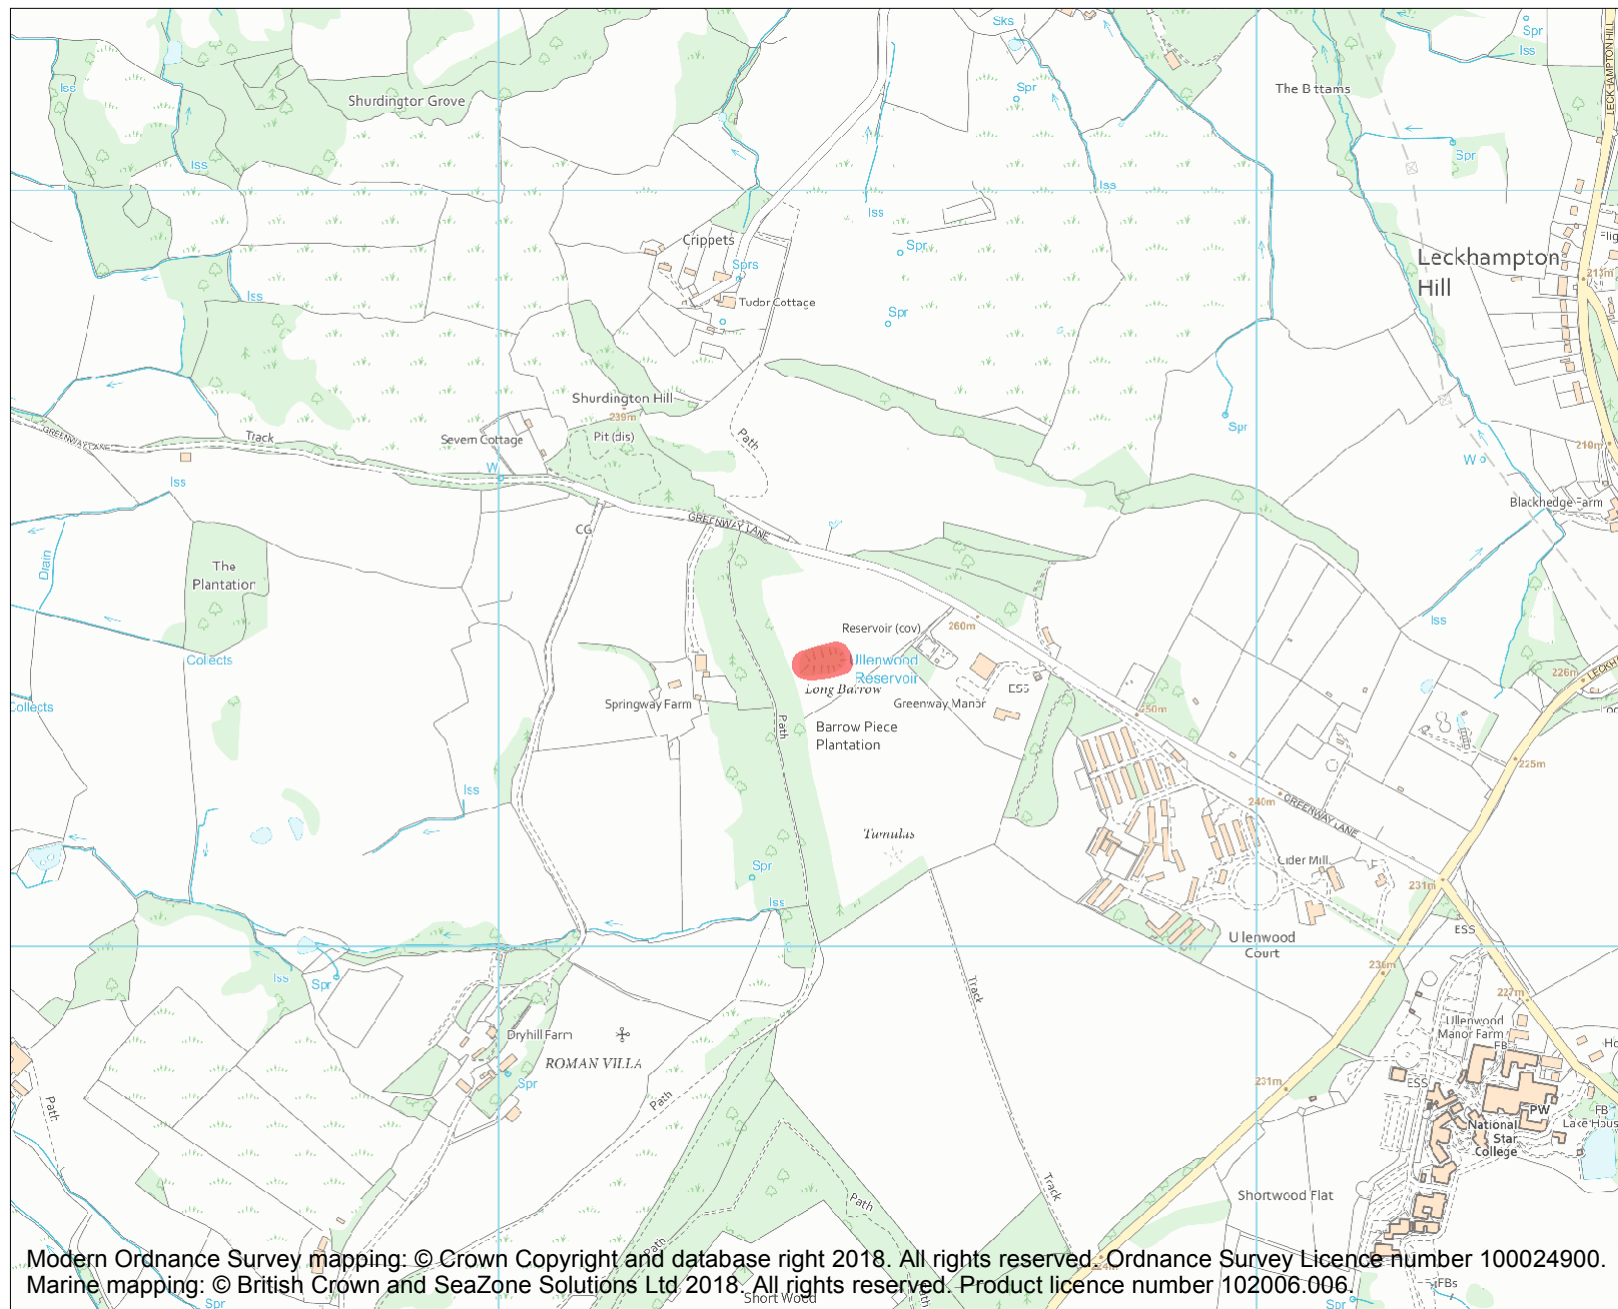 Sks
Spr
Iss
LECKHAMPTON HILL
Iss
Shurdington Grove
Spr
The Bittams
Iss
Spr
Iss
Iss
Crippets
Sprs
Spr
Leckhampton
Hill
213m
Iss
Tudor Cottage
Spr
Shurdington Hill
239m
GREENWAY LANE
Track
Severn Cottage
Pit (dis)
Path
Spr
210m
W
W
Iss
Blackhedge Farm
CG
GREENWAY LANE
Drain
The
Plantation
Iss
Reservoir (cov)
260m
Collects
Ullenwood
Reservoir
Long Barrow
ESS
226m
Collects
Springway Farm
Greenway Manor
250m
Path
Barrow Piece
Plantation
225m
Iss
240m
GREENWAY LANE
Tumulus
Cider Mill
Spr
231m
Iss
Ullenwood
Court
ESS
Iss
Spr
230m
227m
Track
Dryhill Farm
ROMAN VILLA
Ullenwood
Manor Farm
FB
Spr
ESS
231m
Path
Path
PW
FB
National
Star
College
Track
Path
Shortwood Flat
Path
Modern Ordnance Survey mapping: © Crown Copyright and database right 2018. All rights reserved. Ordnance Survey Licence number 100024900.
Marine mapping: © British Crown and SeaZone Solutions Ltd 2018. All rights reserved. Product licence number 102006.006.
Short Wood
Path
Spr
Spr
FBs